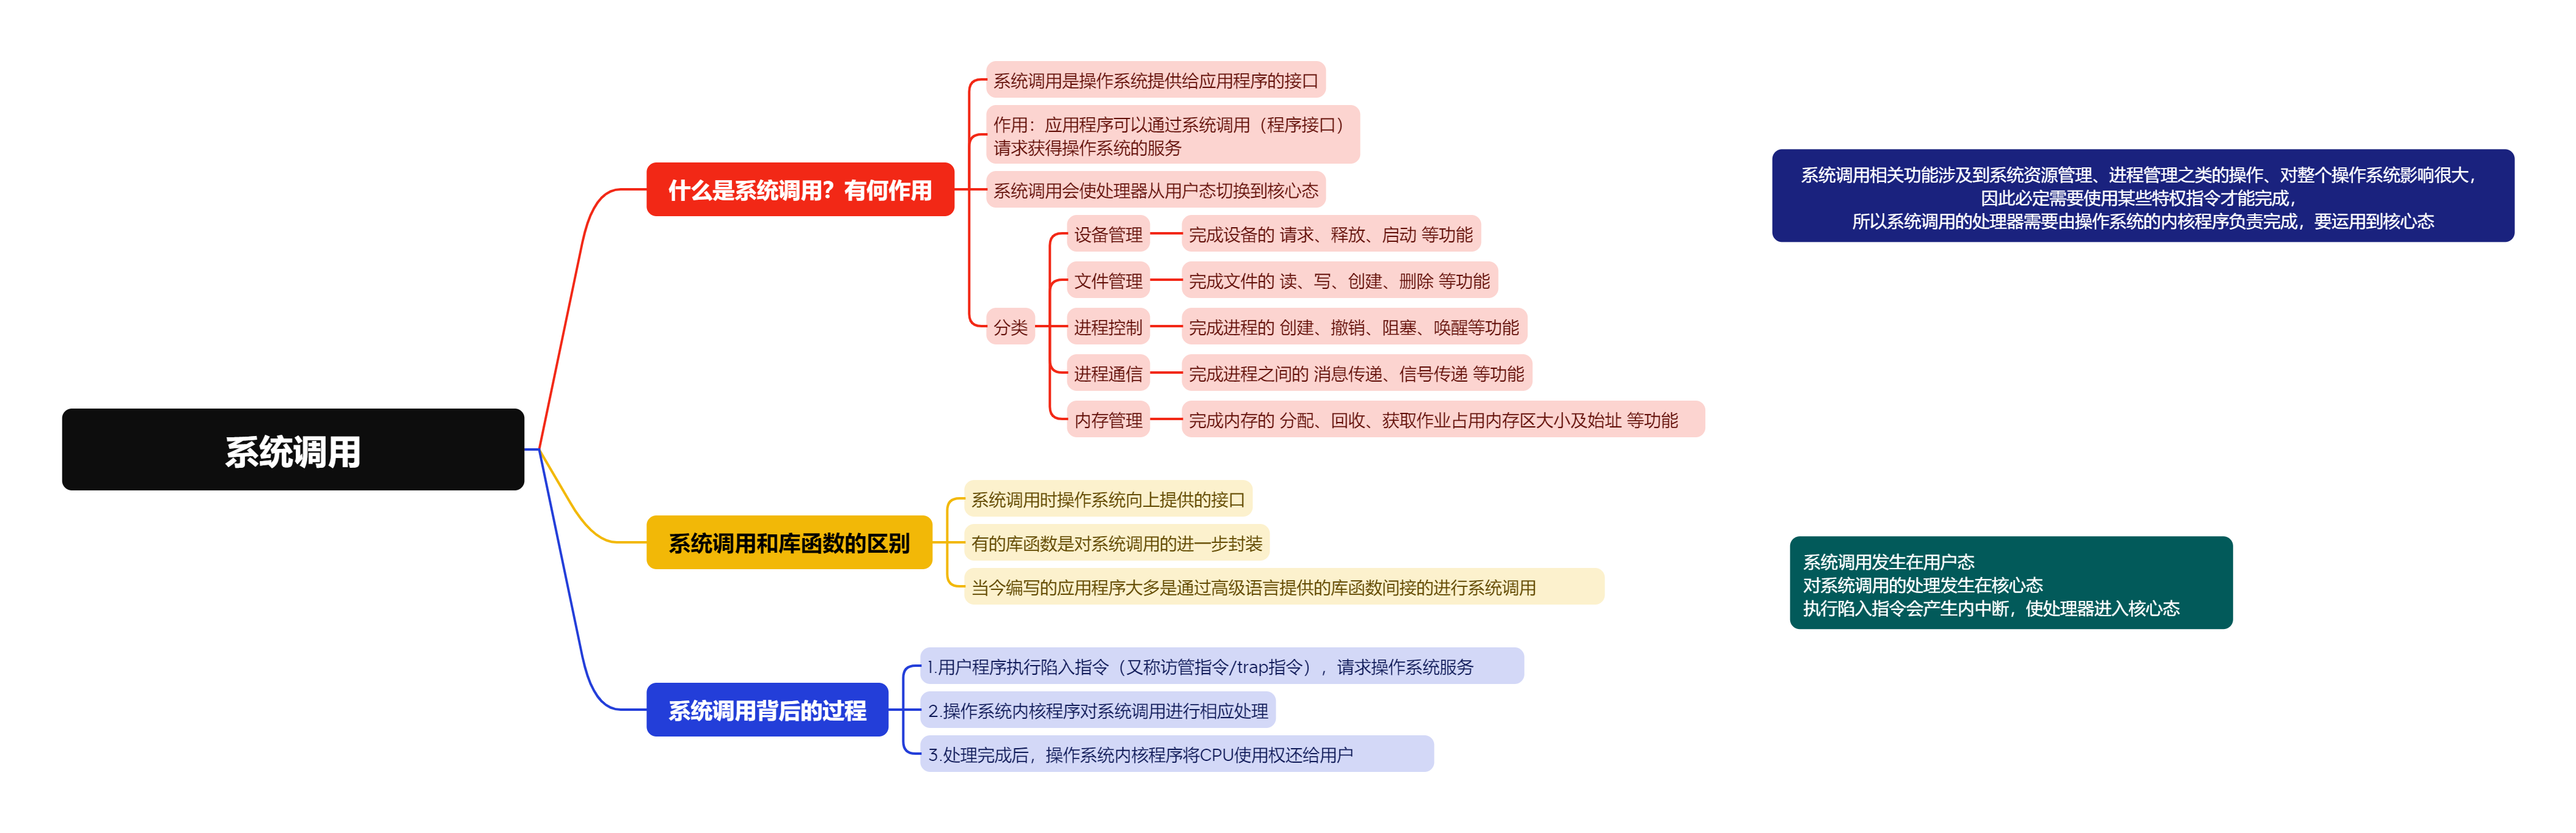 系统调用
什么是系统调用？有何作用
系统调用是操作系统提供给应用程序的接口
作用：应用程序可以通过系统调用（程序接口）
请求获得操作系统的服务
系统调用会使处理器从用户态切换到核心态
分类
设备管理
完成设备的 请求、释放、启动 等功能
文件管理
完成文件的 读、写、创建、删除 等功能
进程控制
完成进程的 创建、撤销、阻塞、唤醒等功能
进程通信
完成进程之间的 消息传递、信号传递 等功能
内存管理
完成内存的 分配、回收、获取作业占用内存区大小及始址 等功能
系统调用和库函数的区别
系统调用时操作系统向上提供的接口
有的库函数是对系统调用的进一步封装
当今编写的应用程序大多是通过高级语言提供的库函数间接的进行系统调用
系统调用背后的过程
1.用户程序执行陷入指令（又称访管指令/trap指令），请求操作系统服务
2.操作系统内核程序对系统调用进行相应处理
3.处理完成后，操作系统内核程序将CPU使用权还给用户
系统调用相关功能涉及到系统资源管理、进程管理之类的操作、对整个操作系统影响很大，
因此必定需要使用某些特权指令才能完成，
所以系统调用的处理器需要由操作系统的内核程序负责完成，要运用到核心态
系统调用发生在用户态
对系统调用的处理发生在核心态
执行陷入指令会产生内中断，使处理器进入核心态